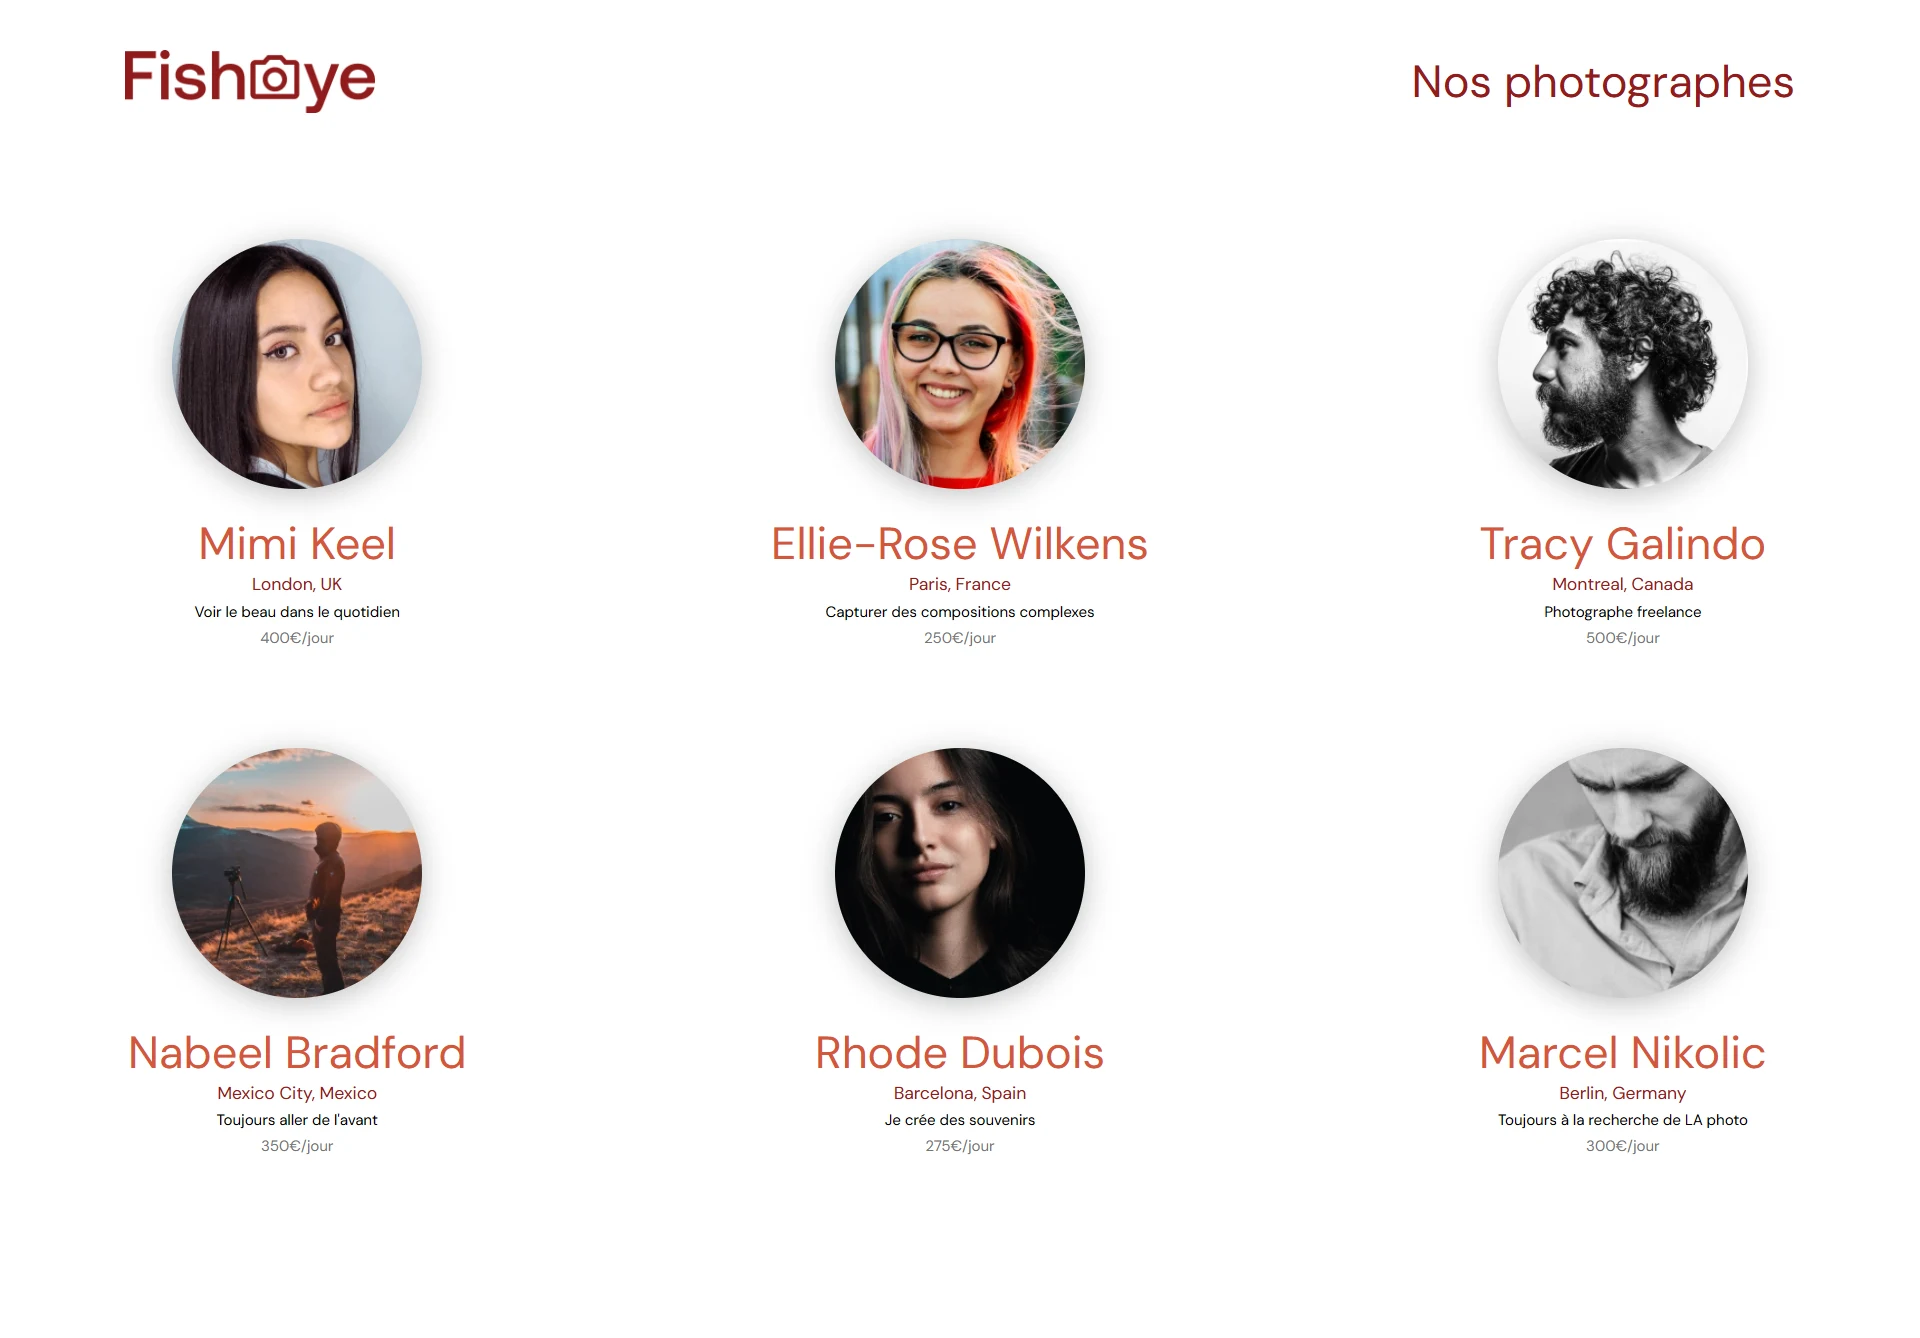 Fisheye
Nos photographes
Mimi Keel
London, UK
Voir le beau dans le quotidien
400€/jour
Ellie-Rose Wilkens
Paris, France
Capturer des compositions complexes
250€/jour
Tracy Galindo
Montreal, Canada
Photographe freelance
500€/jour
Nabeel Bradford
Mexico City, Mexico
Toujours aller de l'avant
350€/jour
Rhode Dubois
Barcelona, Spain
Je crée des souvenirs
275€/jour
Marcel Nikolic
Berlin, Germany
Toujours à la recherche de LA photo
300€/jour